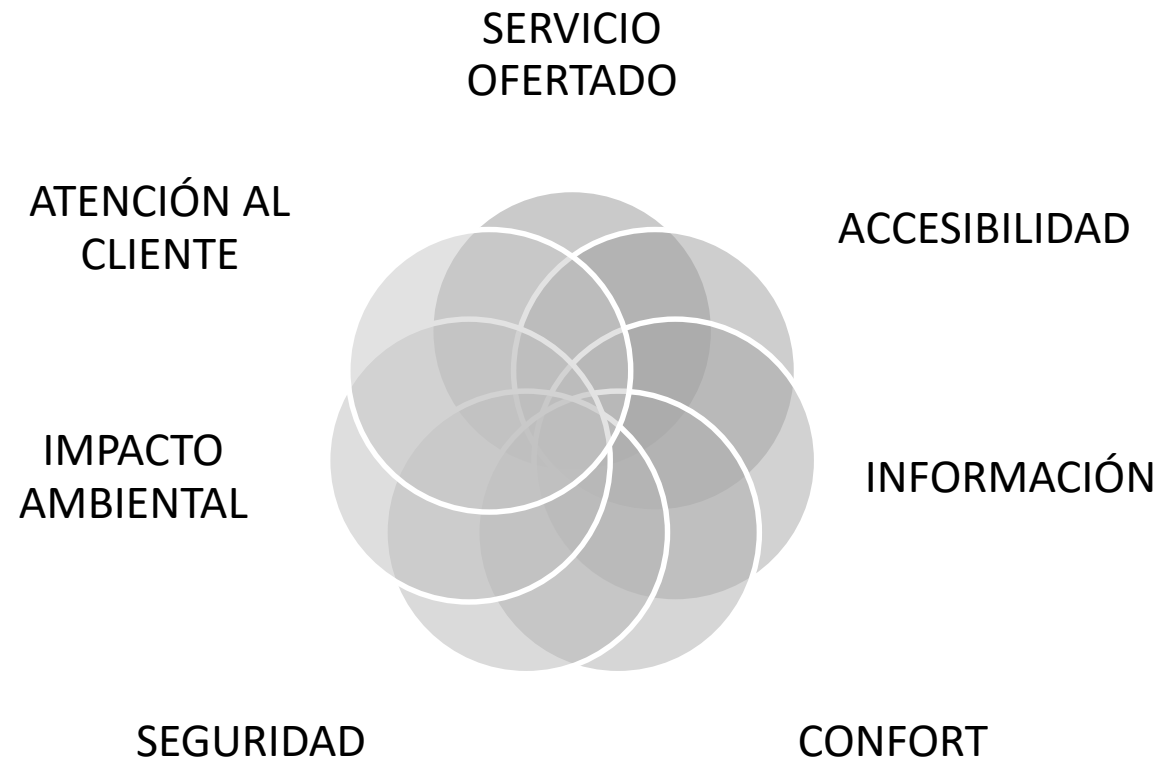 SERVICIO
OFERTADO
ATENCIÓN AL
CLIENTE
ACCESIBILIDAD
IMPACTO
AMBIENTAL
INFORMACIÓN
SEGURIDAD
CONFORT